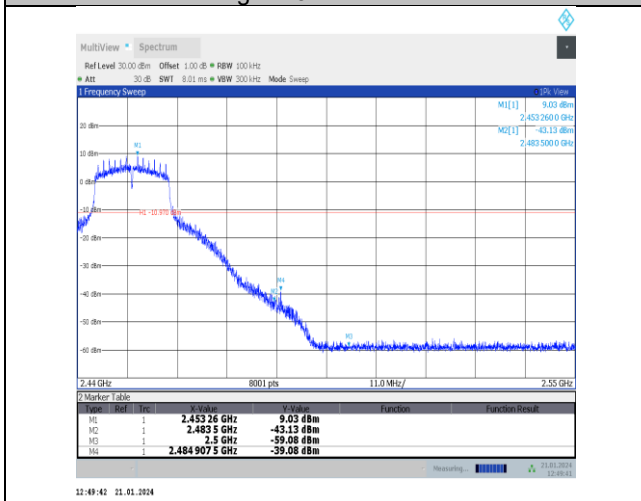 MultiView Spectrum
Ref Level 30.00 dBm Offset 1.00 dB RBW 100 kHz
Att 30 dB SWT 8.01 ms VBW 300 kHz Mode Sweep
1 Frequency Sweep 1Pk View
M1[1] 9.03 dBm
2.453 260 0 GHz
M2[1] -43.13 dBm
2.483 500 0 GHz
20 dBm
10 dBm
M1
0 dBm
-10 dBm
H1 -10.970 dBm
-20 dBm
-30 dBm
M4
-40 dBm
M2
-50 dBm
M3
-60 dBm
2.44 GHz 8001 pts 11.0 MHz/ 2.55 GHz
2 Marker Table
Type Ref Trc X-Value Y-Value Function Function Result
M1 1 2.453 26 GHz 9.03 dBm
M2 1 2.483 5 GHz -43.13 dBm
M3 1 2.5 GHz -59.08 dBm
M4 1 2.484 907 5 GHz -39.08 dBm
Measuring... 21.01.2024
12:49:41
12:49:42 21.01.2024